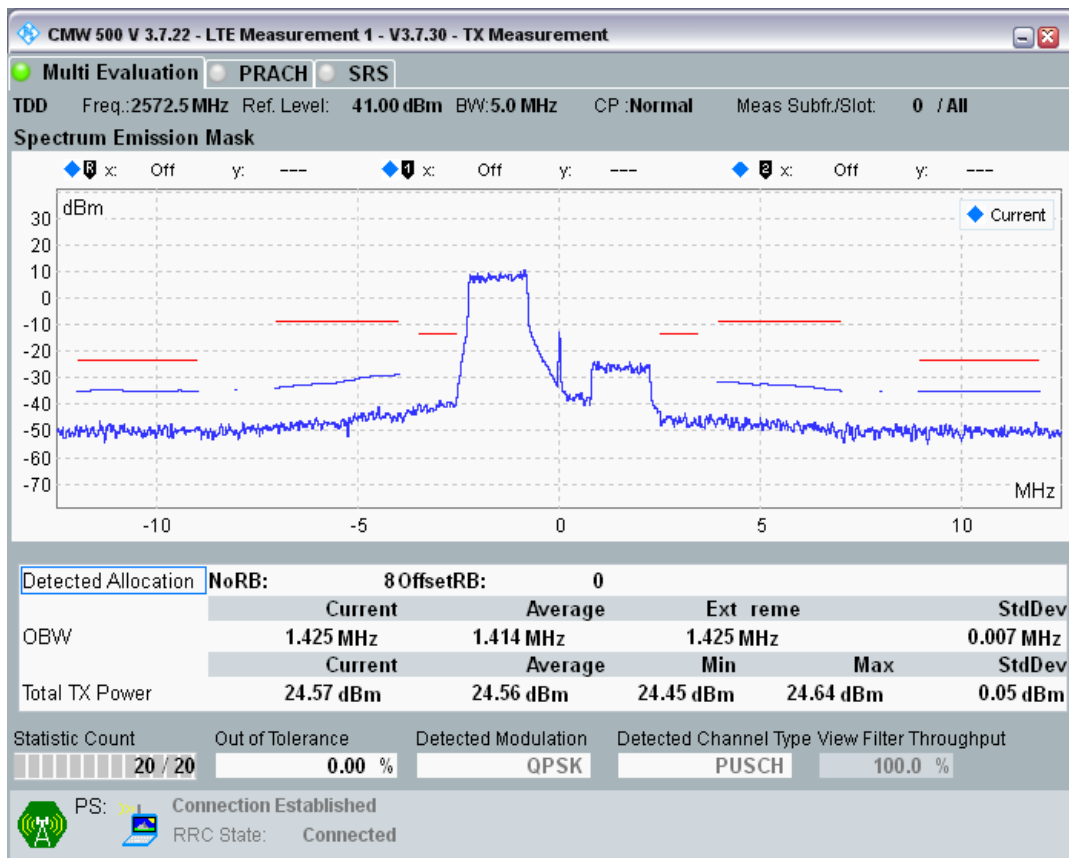 CMW 500 V 3.7.22 - LTE Measurement 1 - V3.7.30 - TX Measurement
Multi Evaluation PRACH SRS
TDD Freq.:2572.5 MHz Ref. Level: 41.00 dBm BW:5.0 MHz CP :Normal Meas Subfr./Slot: 0 / All
Spectrum Emission Mask
R x: Off y: --- 1 x: Off y: --- 2 x: Off y: ---
dBm
Current
30
20
10
0
-10
-20
-30
-40
-50
-60
-70
MHz
-10 -5 0 5 10
Detected Allocation NoRB: 8 OffsetRB: 0
Current Average Ext reme StdDev
OBW 1.425 MHz 1.414 MHz 1.425 MHz 0.007 MHz
Current Average Min Max StdDev
Total TX Power 24.57 dBm 24.56 dBm 24.45 dBm 24.64 dBm 0.05 dBm
Statistic Count Out of Tolerance Detected Modulation Detected Channel Type View Filter Throughput
20 / 20 0.00 % QPSK PUSCH 100.0 %
PS: Connection Established
RRC State: Connected